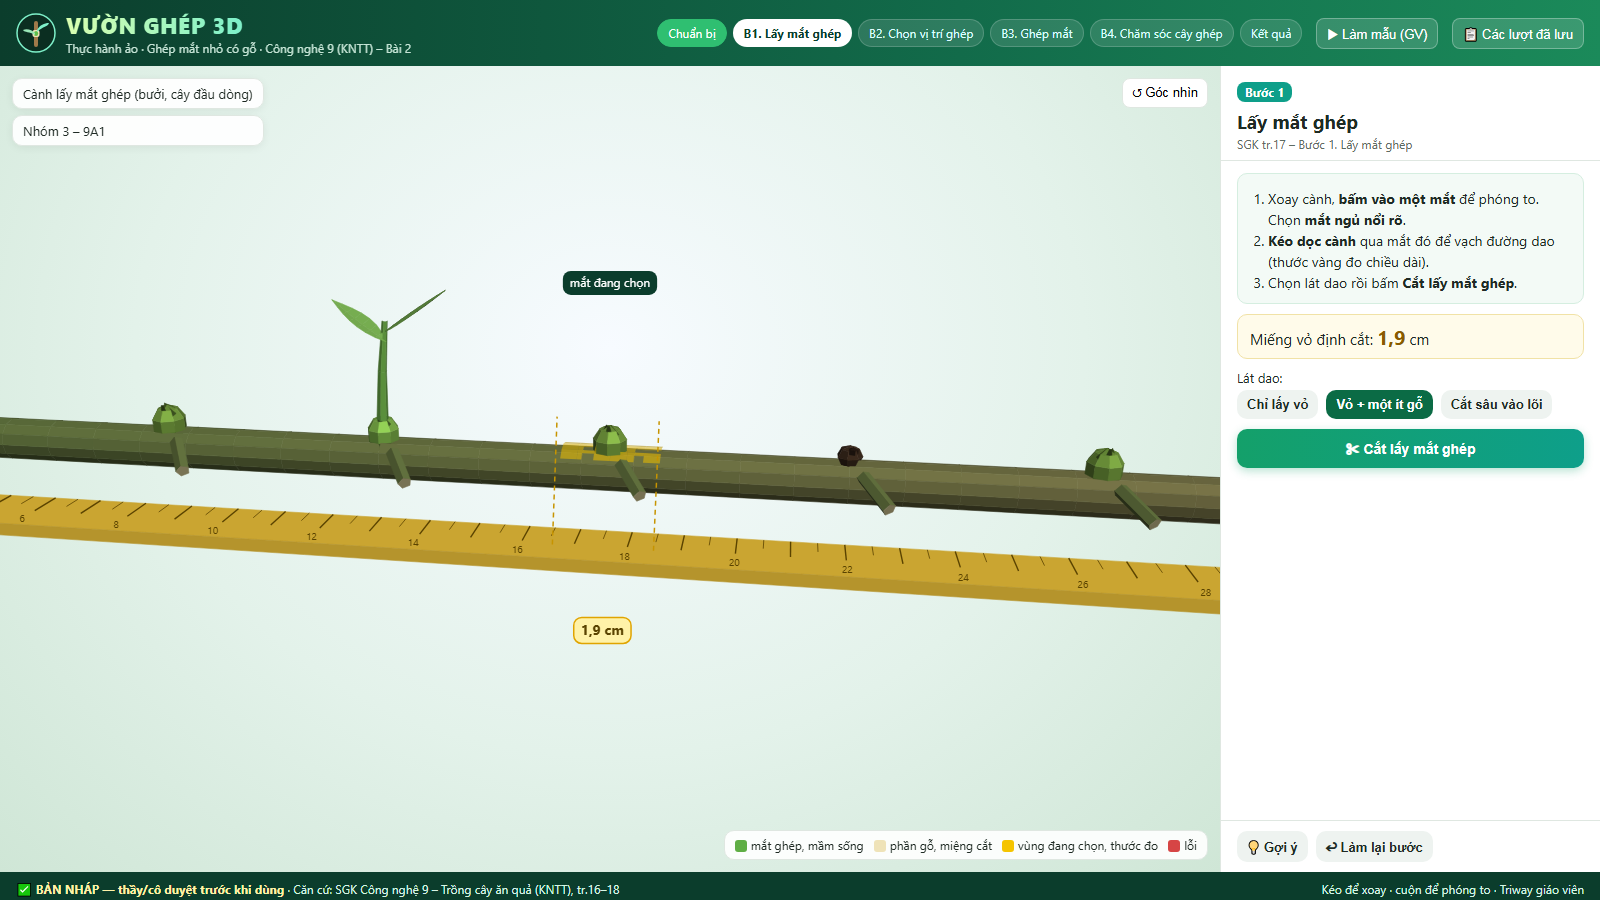 VƯỜN GHÉP 3D
Thực hành ảo · Ghép mắt nhỏ có gỗ · Công nghệ 9 (KNTT) – Bài 2
Chuẩn bị
B1. Lấy mắt ghép
B2. Chọn vị trí ghép
B3. Ghép mắt
B4. Chăm sóc cây ghép
Kết quả
▶ Làm mẫu (GV)
📋 Các lượt đã lưu
Cành lấy mắt ghép (bưởi, cây đầu dòng)
Nhóm 3 – 9A1
↺ Góc nhìn
mắt đang chọn
6 8 10 12 14 16 18 20 22 24 26 28
1,9 cm
mắt ghép, mầm sống
phần gỗ, miệng cắt
vùng đang chọn, thước đo
lỗi
Bước 1
Lấy mắt ghép
SGK tr.17 – Bước 1. Lấy mắt ghép
1. Xoay cành, bấm vào một mắt để phóng to.
Chọn mắt ngủ nổi rõ.
2. Kéo dọc cành qua mắt đó để vạch đường dao
(thước vàng đo chiều dài).
3. Chọn lát dao rồi bấm Cắt lấy mắt ghép.
Miếng vỏ định cắt: 1,9 cm
Lát dao:
Chỉ lấy vỏ
Vỏ + một ít gỗ
Cắt sâu vào lõi
✂ Cắt lấy mắt ghép
💡 Gợi ý
↩ Làm lại bước
✅ BẢN NHÁP — thầy/cô duyệt trước khi dùng · Căn cứ: SGK Công nghệ 9 – Trồng cây ăn quả (KNTT), tr.16–18
Kéo để xoay · cuộn để phóng to · Triway giáo viên